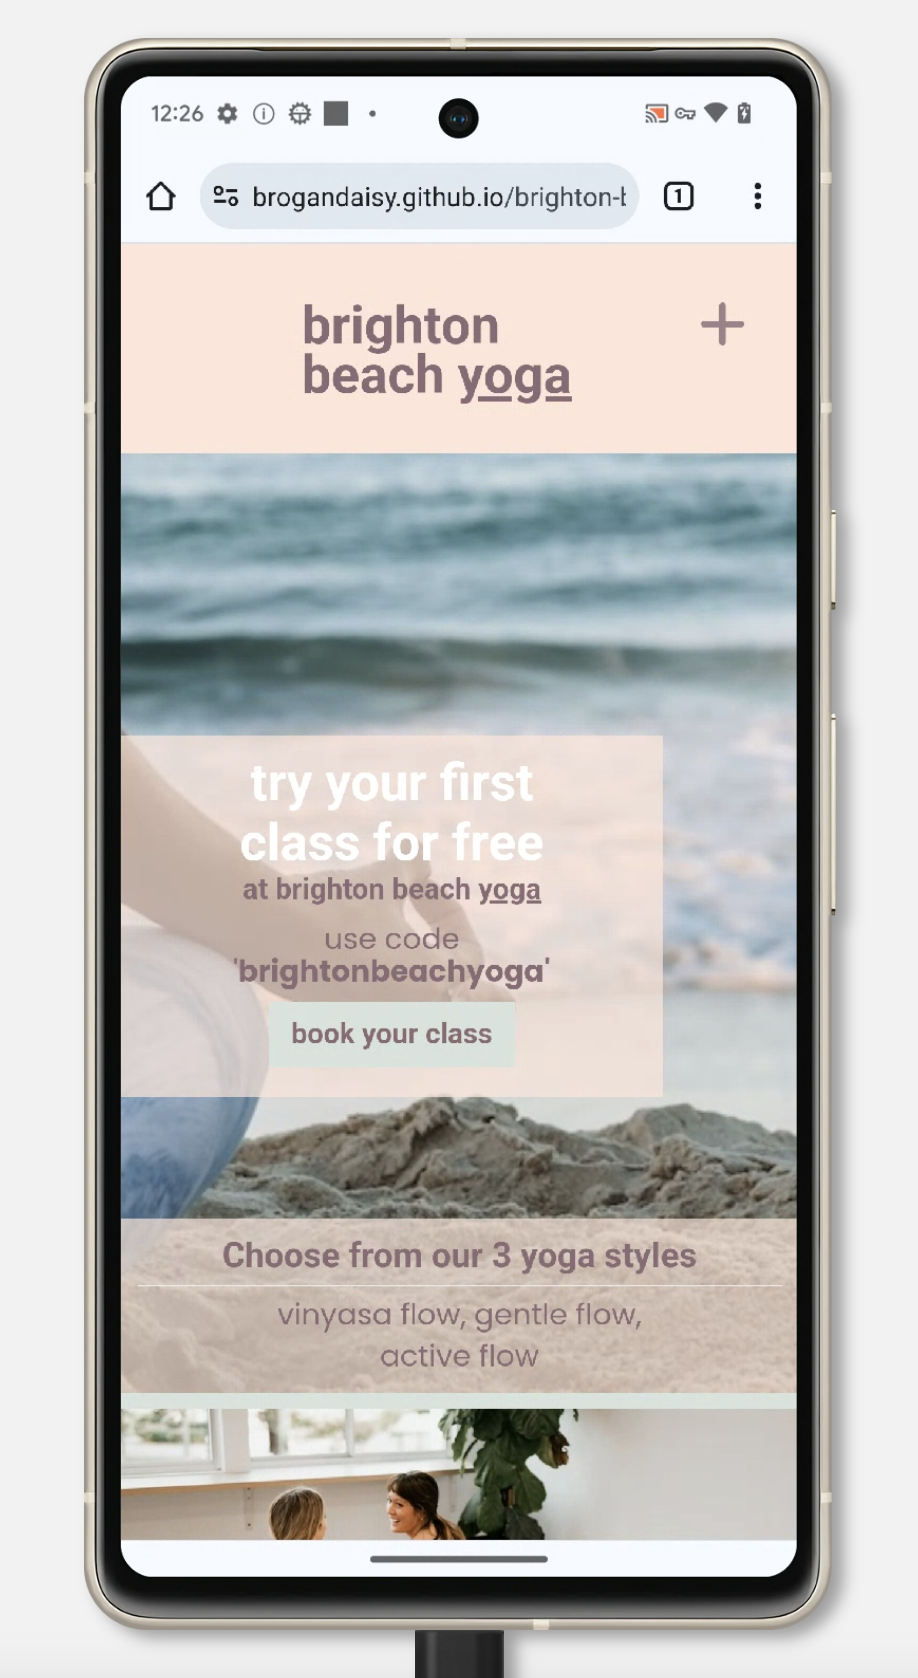 12:26
brogandaisy.github.io/brighton-b
1
brighton
beach yoga
try your first
class for free
at brighton beach yoga
use code
'brightonbeachyoga'
book your class
Choose from our 3 yoga styles
vinyasa flow, gentle flow,
active flow